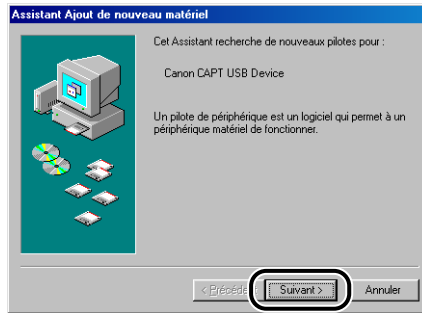 Assistant Ajout de nouveau matériel
Cet Assistant recherche de nouveaux pilotes pour :
Canon CAPT USB Device
Un pilote de périphérique est un logiciel qui permet à un
périphérique matériel de fonctionner.
< Précédent Suivant > Annuler